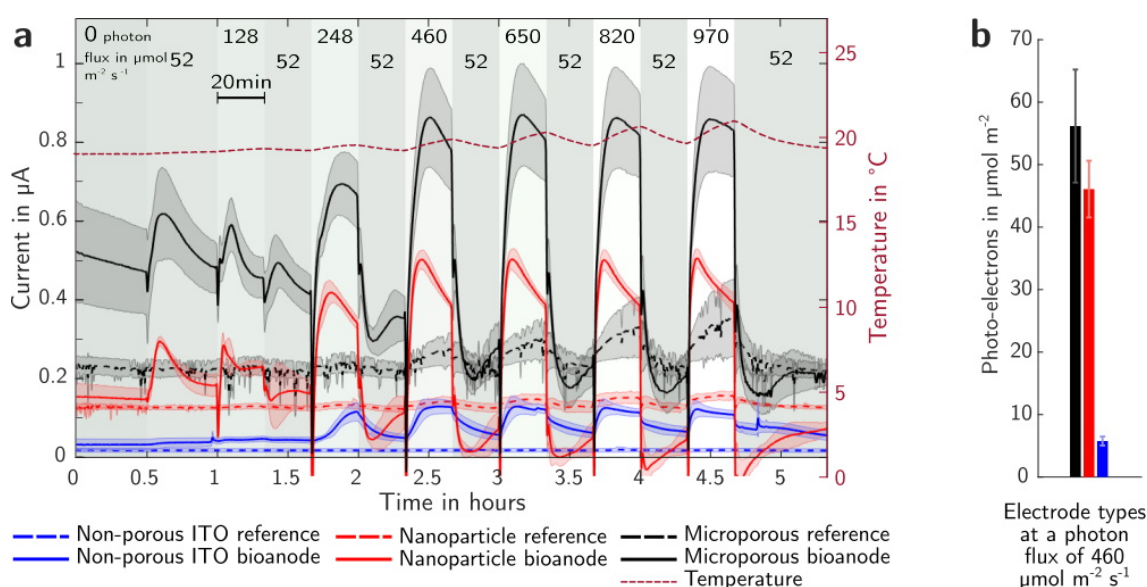 a
b
0 photon
flux in µmol
m⁻² s⁻¹
52
128
52
248
52
460
52
650
52
820
52
970
52
20min
Current in µA
1
0.8
0.6
0.4
0.2
0
0 0.5 1 1.5 2 2.5 3 3.5 4 4.5 5
Time in hours
25
20
15
10
5
0
Temperature in °C
Non-porous ITO reference
Nanoparticle reference
Microporous reference
Non-porous ITO bioanode
Nanoparticle bioanode
Microporous bioanode
Temperature
Photo-electrons in µmol m⁻²
70
60
50
40
30
20
10
0
Electrode types
at a photon
flux of 460
µmol m⁻² s⁻¹